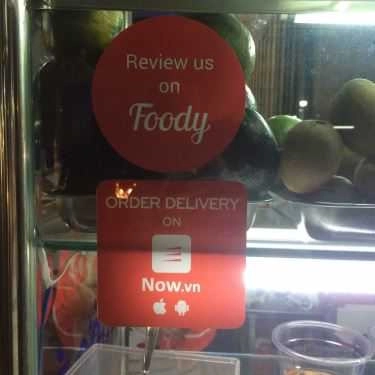 Review us
on
Foody
ORDER DELIVERY
ON
Now.vn